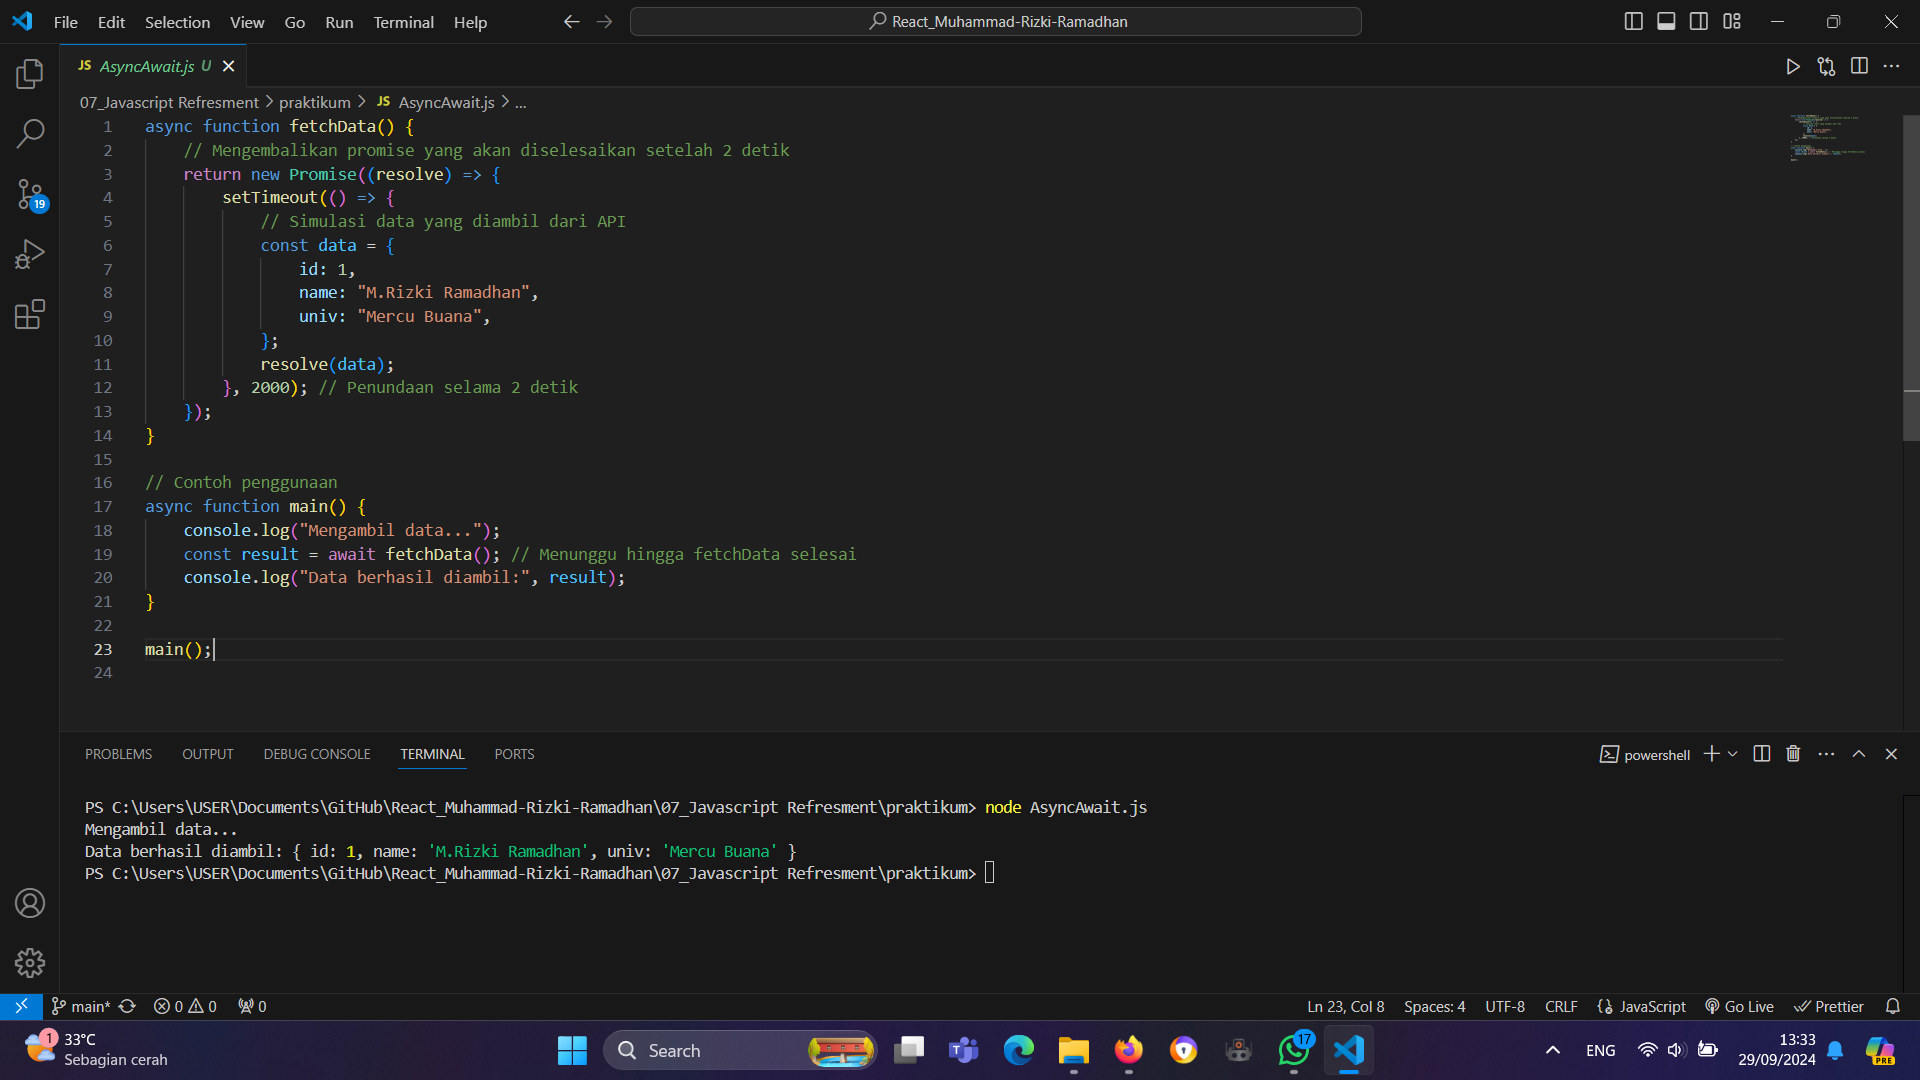 File Edit Selection View Go Run Terminal Help
React_Muhammad-Rizki-Ramadhan
JS AsyncAwait.js U
07_Javascript Refresment > praktikum > JS AsyncAwait.js > ...
1 async function fetchData() {
2 // Mengembalikan promise yang akan diselesaikan setelah 2 detik
3 return new Promise((resolve) => {
4 setTimeout(() => {
5 // Simulasi data yang diambil dari API
6 const data = {
7 id: 1,
8 name: "M.Rizki Ramadhan",
9 univ: "Mercu Buana",
10 };
11 resolve(data);
12 }, 2000); // Penundaan selama 2 detik
13 });
14 }
15
16 // Contoh penggunaan
17 async function main() {
18 console.log("Mengambil data...");
19 const result = await fetchData(); // Menunggu hingga fetchData selesai
20 console.log("Data berhasil diambil:", result);
21 }
22
23 main();
24
19
PROBLEMS OUTPUT DEBUG CONSOLE TERMINAL PORTS
powershell
PS C:\Users\USER\Documents\GitHub\React_Muhammad-Rizki-Ramadhan\07_Javascript Refresment\praktikum> node AsyncAwait.js
Mengambil data...
Data berhasil diambil: { id: 1, name: 'M.Rizki Ramadhan', univ: 'Mercu Buana' }
PS C:\Users\USER\Documents\GitHub\React_Muhammad-Rizki-Ramadhan\07_Javascript Refresment\praktikum>
main* 0 0 0
Ln 23, Col 8 Spaces: 4 UTF-8 CRLF {} JavaScript Go Live Prettier
1 33°C
Sebagian cerah
Search
17
ENG
13:33
29/09/2024
PRE